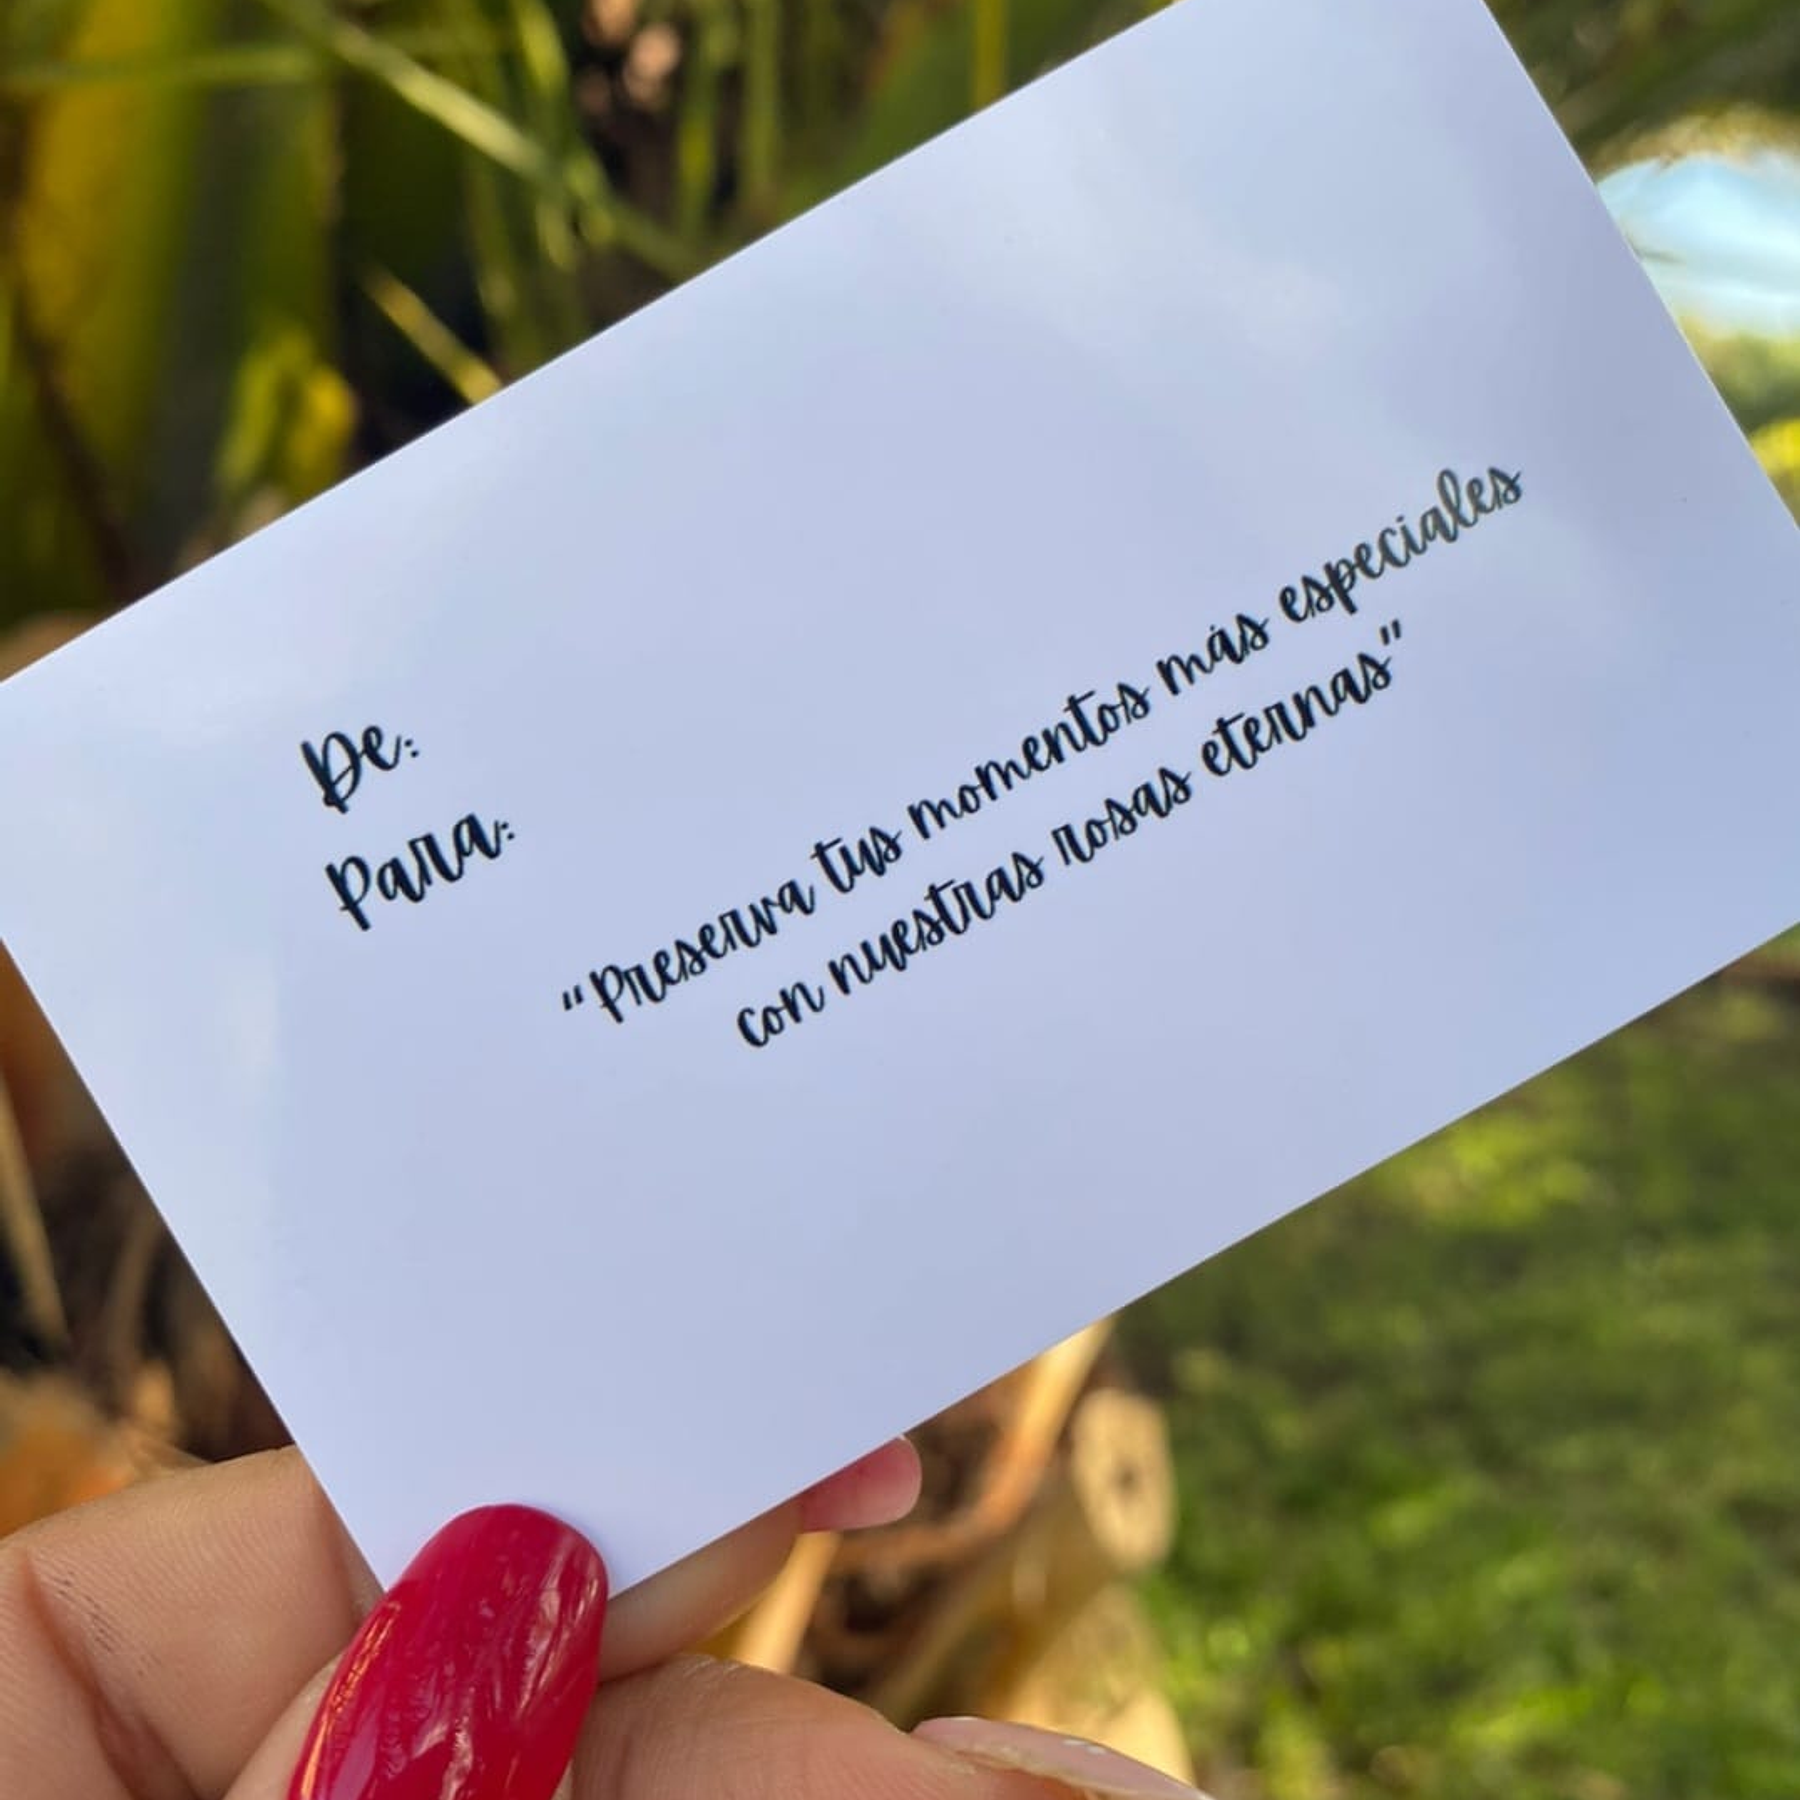 De:
Para:
"Preserva tus momentos más especiales
con nuestras rosas eternas"